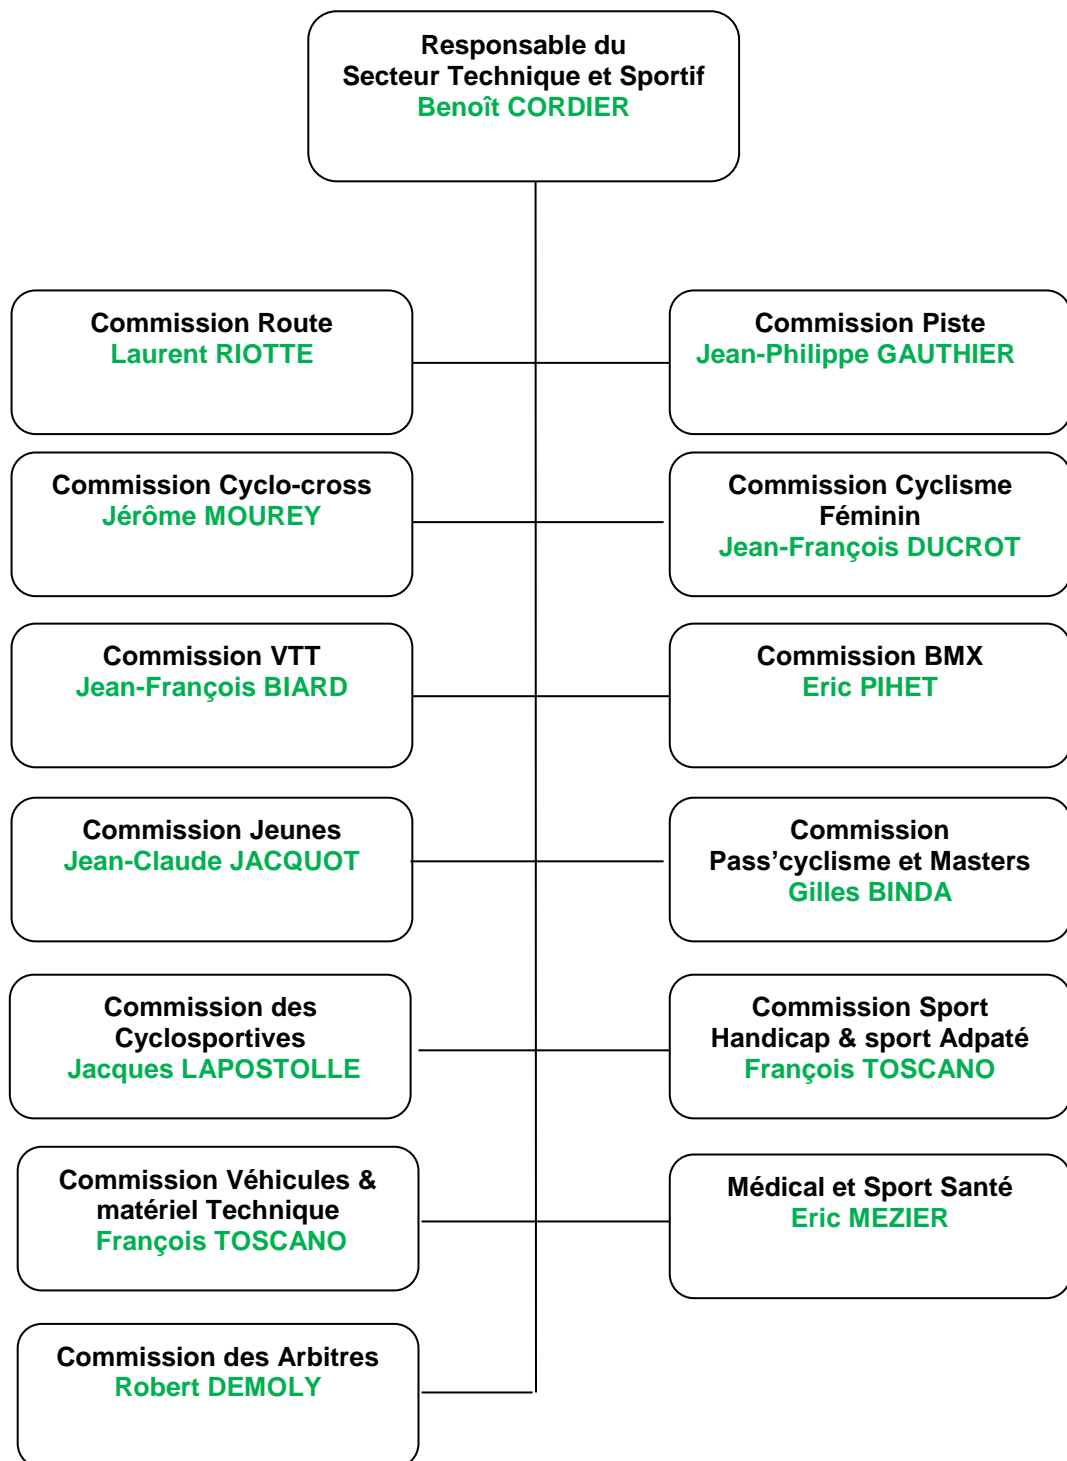 Responsable du
Secteur Technique et Sportif
Benoît CORDIER
Commission Route
Laurent RIOTTE
Commission Piste
Jean-Philippe GAUTHIER
Commission Cyclo-cross
Jérôme MOUREY
Commission Cyclisme
Féminin
Jean-François DUCROT
Commission VTT
Jean-François BIARD
Commission BMX
Eric PIHET
Commission Jeunes
Jean-Claude JACQUOT
Commission
Pass’cyclisme et Masters
Gilles BINDA
Commission des
Cyclosportives
Jacques LAPOSTOLLE
Commission Sport
Handicap & sport Adpaté
François TOSCANO
Commission Véhicules &
matériel Technique
François TOSCANO
Médical et Sport Santé
Eric MEZIER
Commission des Arbitres
Robert DEMOLY